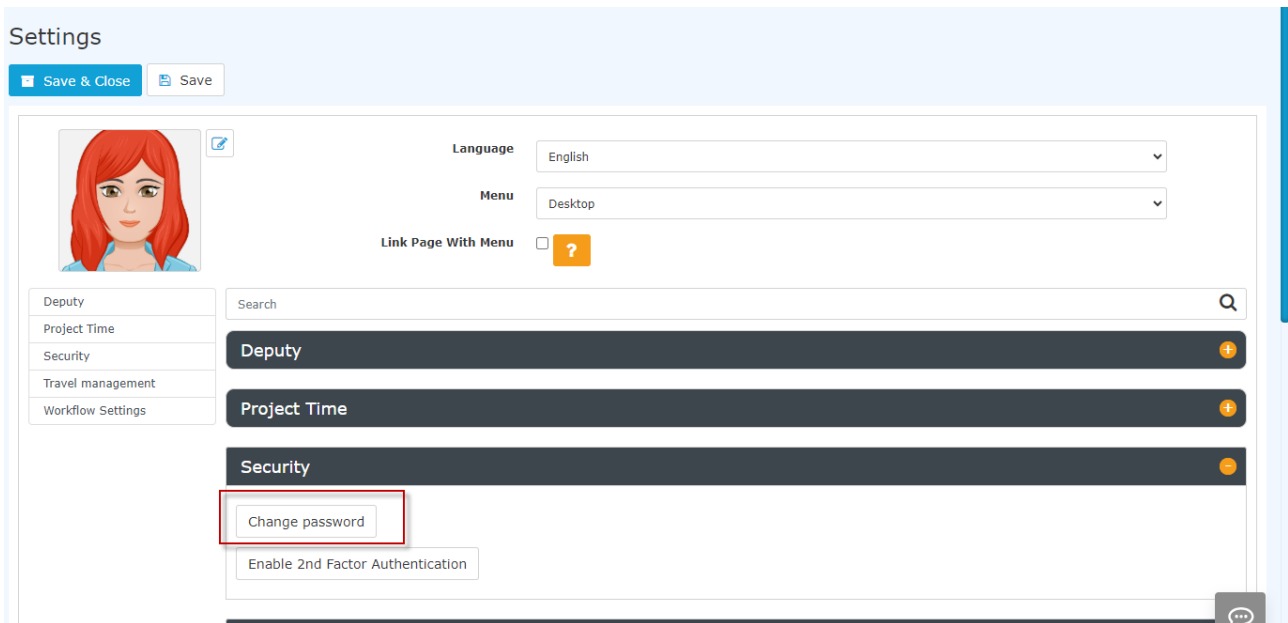 Settings
Save & Close
Save
Language
English
Menu
Desktop
Link Page With Menu
?
Deputy
Project Time
Security
Travel management
Workflow Settings
Search
Deputy
Project Time
Security
Change password
Enable 2nd Factor Authentication